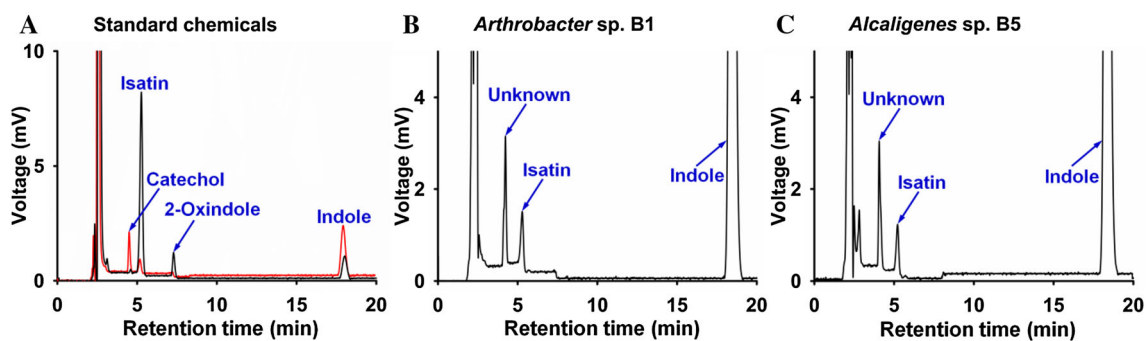 A Standard chemicals
10
5
0
Voltage (mV)
Isatin
Catechol
2-Oxindole
Indole
0 5 10 15 20
Retention time (min)
B Arthrobacter sp. B1
4
2
0
Voltage (mV)
Unknown
Isatin
Indole
0 5 10 15 20
Retention time (min)
C Alcaligenes sp. B5
4
2
0
Voltage (mV)
Unknown
Isatin
Indole
0 5 10 15 20
Retention time (min)